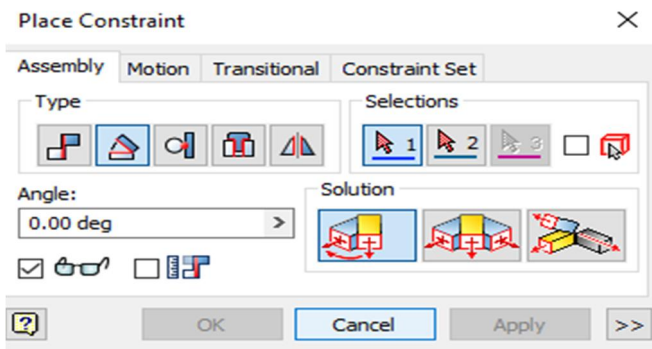 Place Constraint
Assembly Motion Transitional Constraint Set
Type Selections
1 2 3
Angle: Solution
0.00 deg >
? OK Cancel Apply >>